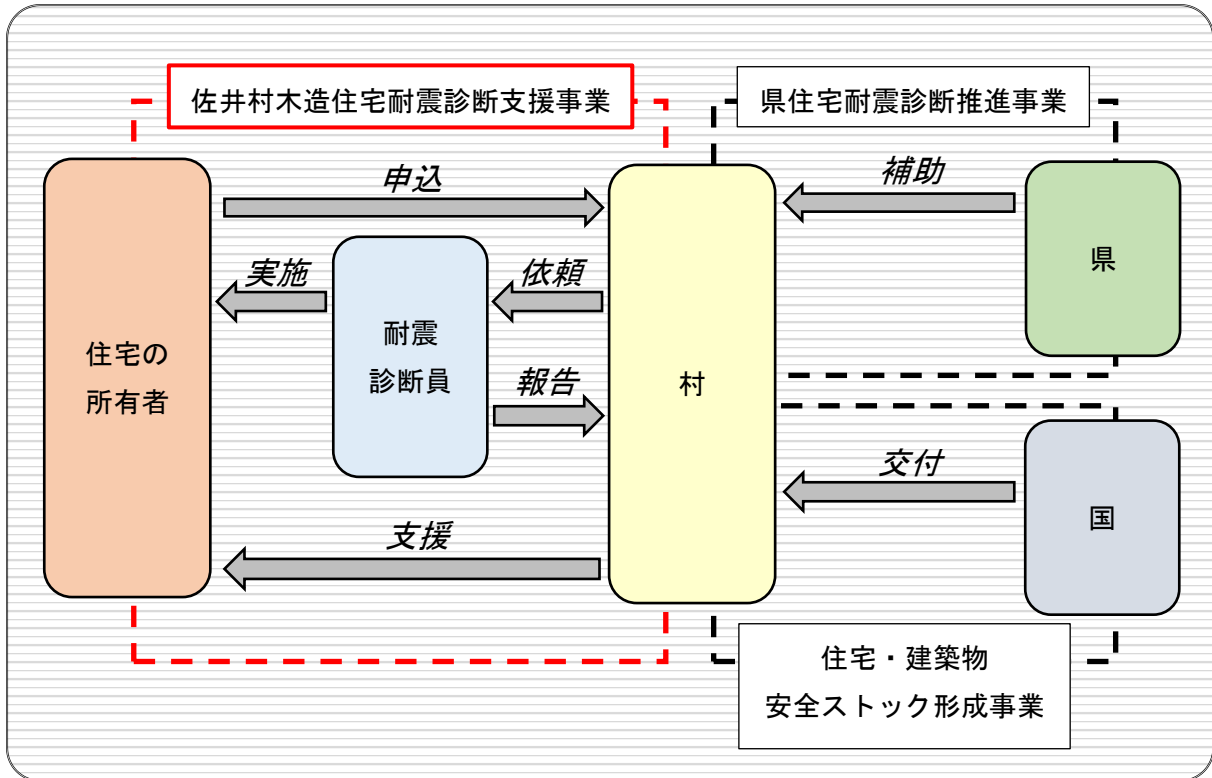 佐井村木造住宅耐震診断支援事業
県住宅耐震診断推進事業
申込
補助
実施
依頼
県
耐震
診断員
住宅の
所有者
村
報告
交付
国
支援
住宅・建築物
安全ストック形成事業